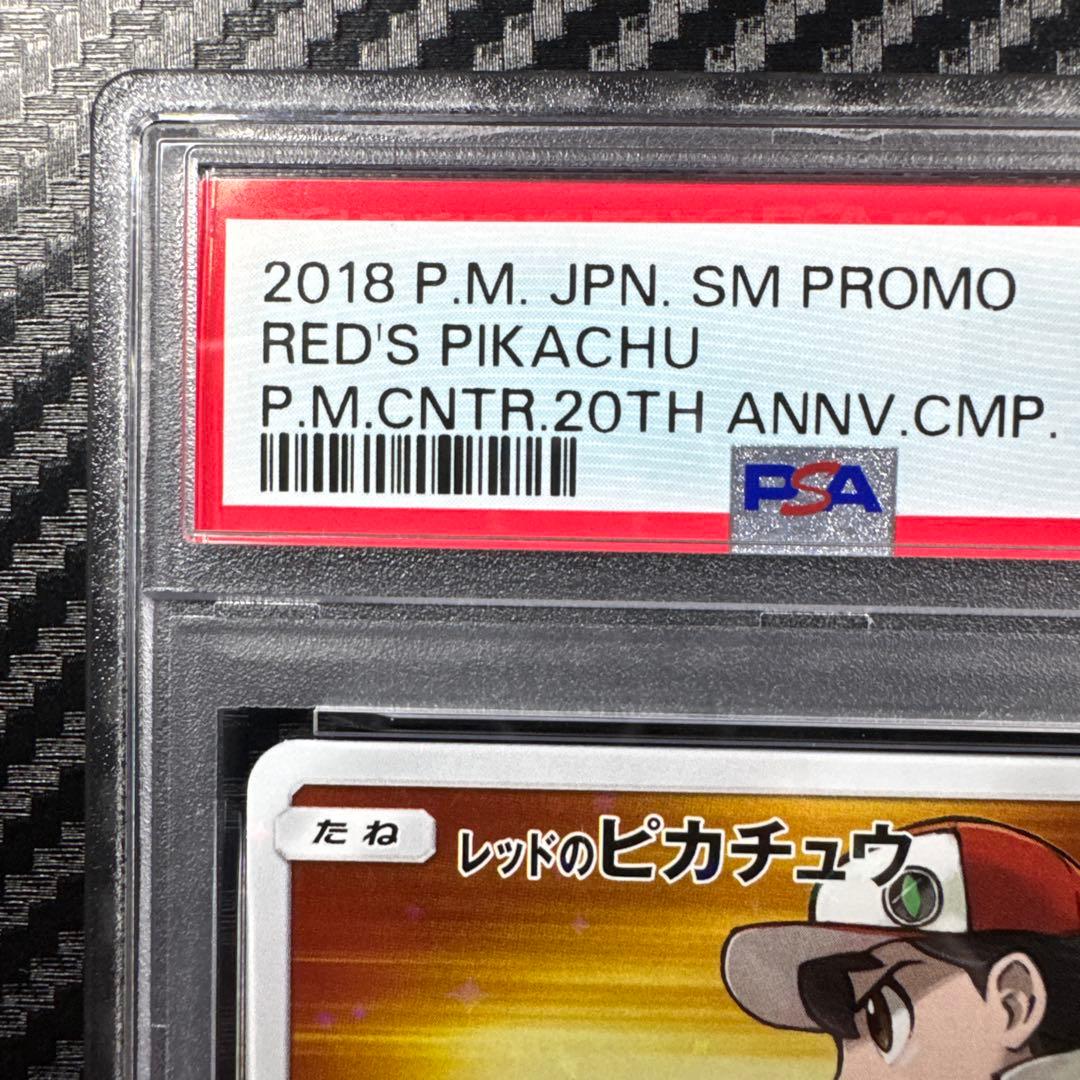 2018 P.M. JPN. SM PROMO
RED'S PIKACHU
P.M.CNTR.20TH ANNV.CMP.
PSA
たね
レッドのピカチュウ